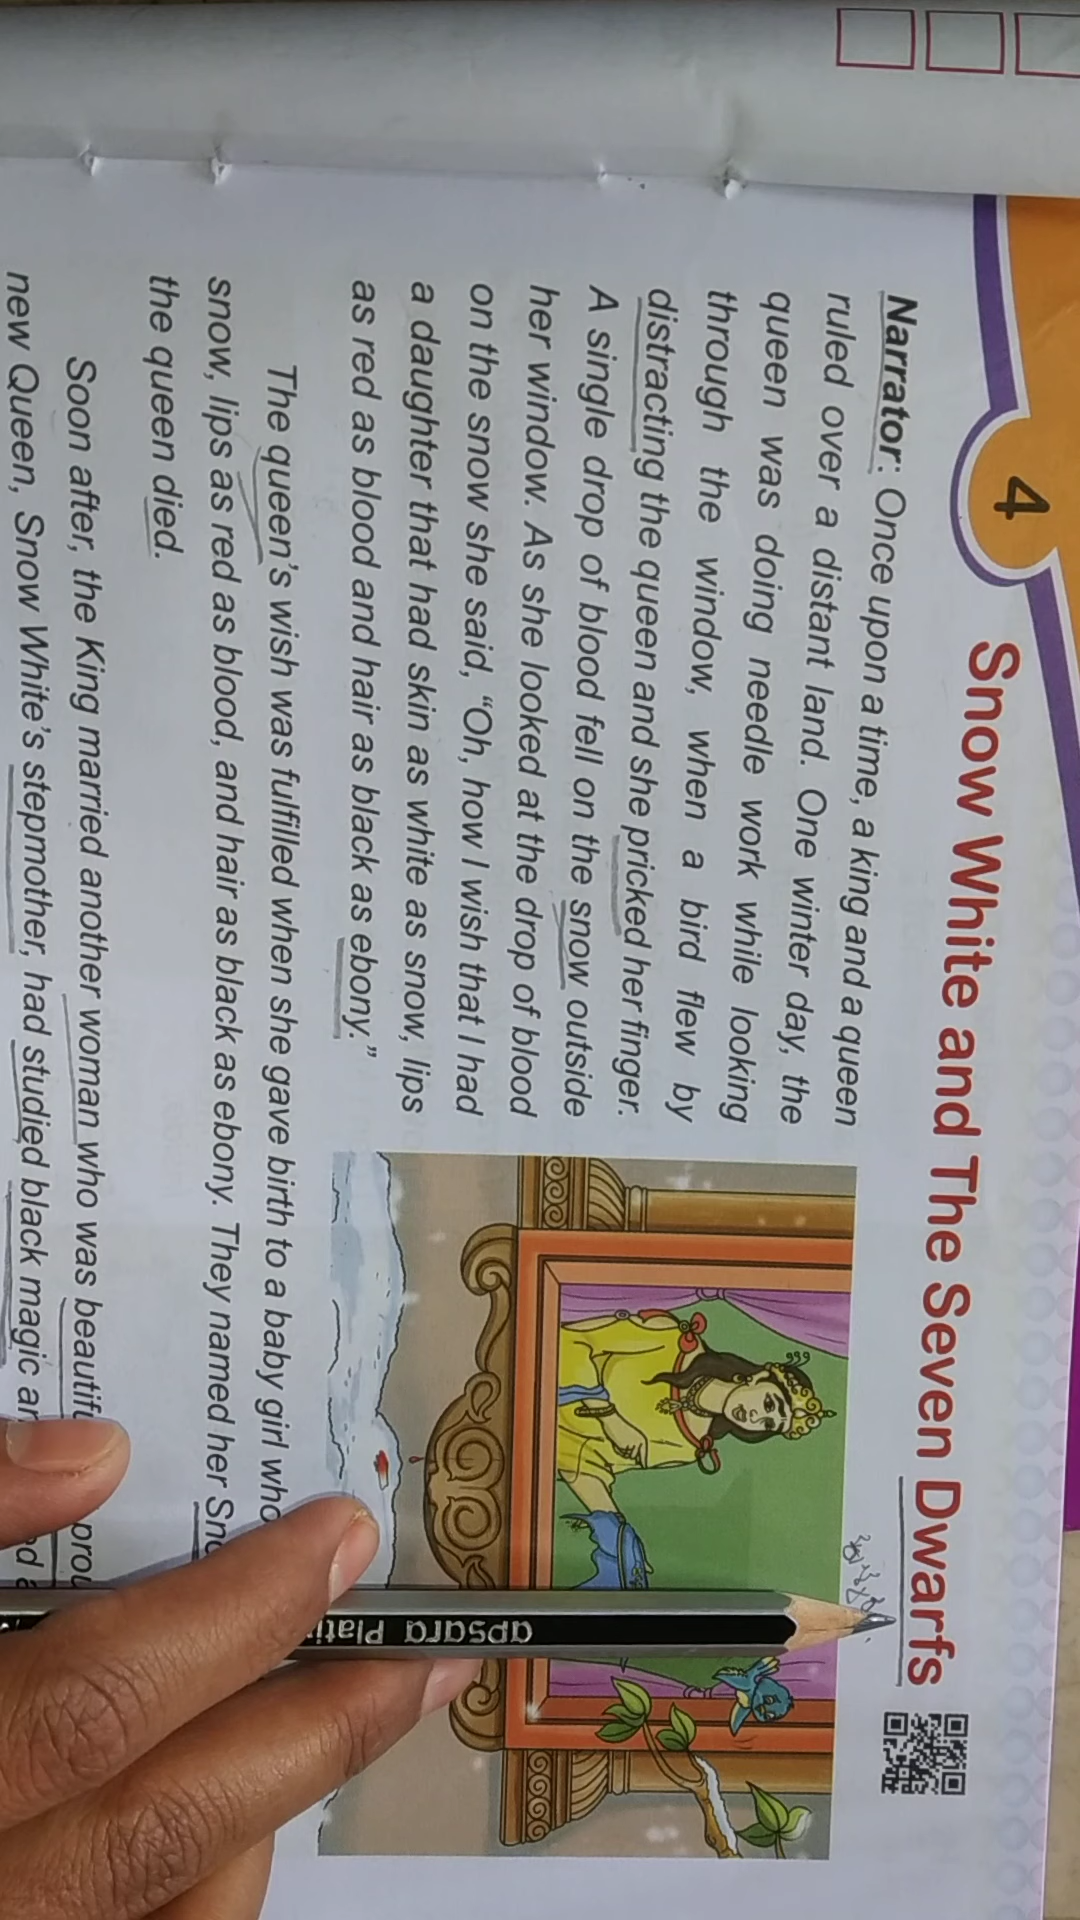 4
Snow White and The Seven Dwarfs
Narrator: Once upon a time, a king and a queen
ruled over a distant land. One winter day, the
queen was doing needle work while looking
through the window, when a bird flew by
distracting the queen and she pricked her finger.
A single drop of blood fell on the snow outside
her window. As she looked at the drop of blood
on the snow she said, “Oh, how I wish that I had
a daughter that had skin as white as snow, lips
as red as blood and hair as black as ebony.”
The queen’s wish was fulfilled when she gave birth to a baby girl who
snow, lips as red as blood, and hair as black as ebony. They named her
the queen died.
Soon after, the King married another woman who was
new Queen, Snow White’s stepmother, had studied black magic
apsara